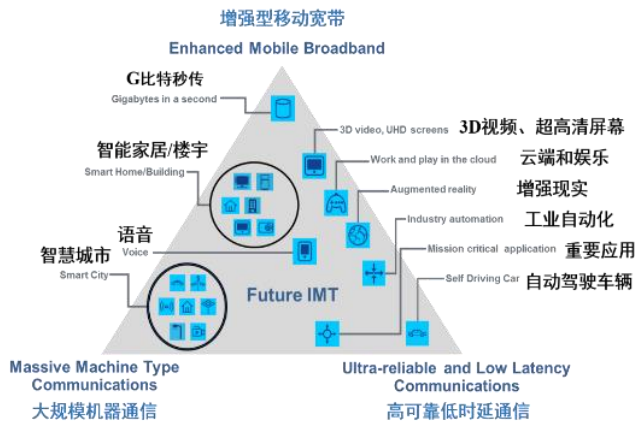 增强型移动宽带
Enhanced Mobile Broadband
G比特秒传
Gigabytes in a second
3D video, UHD screens
3D视频、超高清屏幕
智能家居/楼宇
Smart Home/Building
Work and play in the cloud
云端和娱乐
Augmented reality
增强现实
Industry automation
工业自动化
语音
Voice
Mission critical application
重要应用
智慧城市
Smart City
Self Driving Car
自动驾驶车辆
Future IMT
Massive Machine Type
Communications
大规模机器通信
Ultra-reliable and Low Latency
Communications
高可靠低时延通信